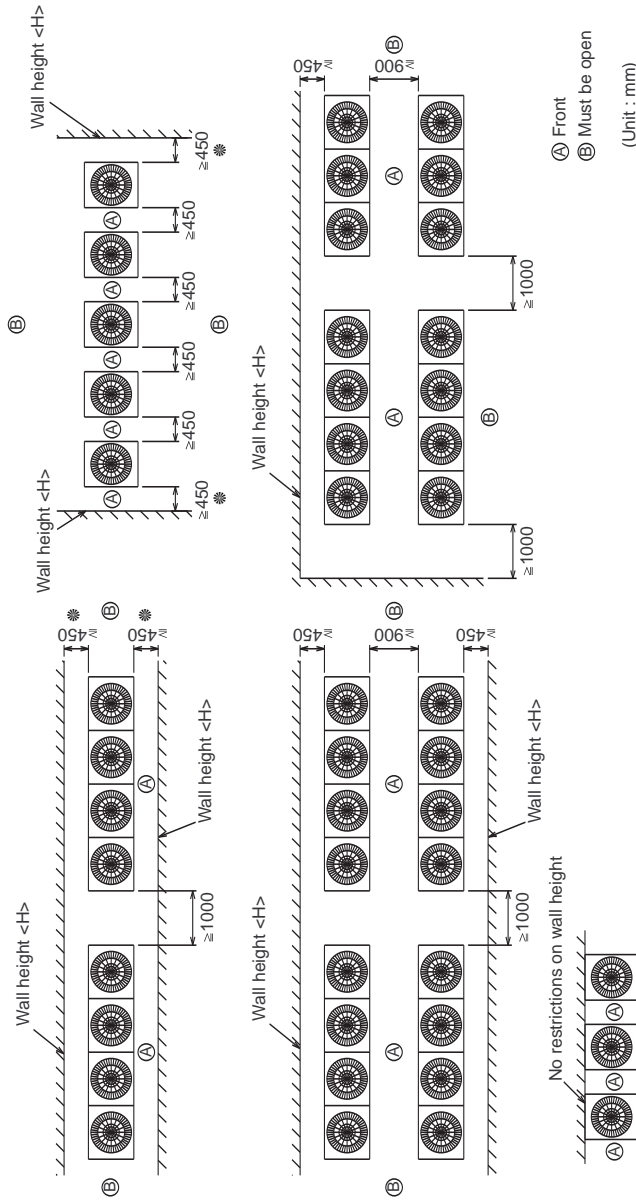 Wall height <H>
≥450 ※
Ⓑ Ⓑ
Ⓐ Ⓐ
≥450 ※
≥1000
Wall height <H>
Ⓑ
Wall height <H> Wall height <H>
Ⓐ Ⓐ Ⓐ Ⓐ Ⓐ
≥450 ≥450 ≥450 ≥450 ≥450 ≥450
※ ※
Ⓑ
Wall height <H>
≥450
Ⓑ Ⓐ Ⓐ Ⓑ
≥900
≥450
≥1000
Wall height <H>
Wall height <H>
≥450
Ⓐ Ⓐ Ⓑ
≥900
Ⓑ
≥1000 ≥1000
No restrictions on wall height
Ⓐ Ⓐ Ⓐ
Ⓐ Front
Ⓑ Must be open
(Unit : mm)